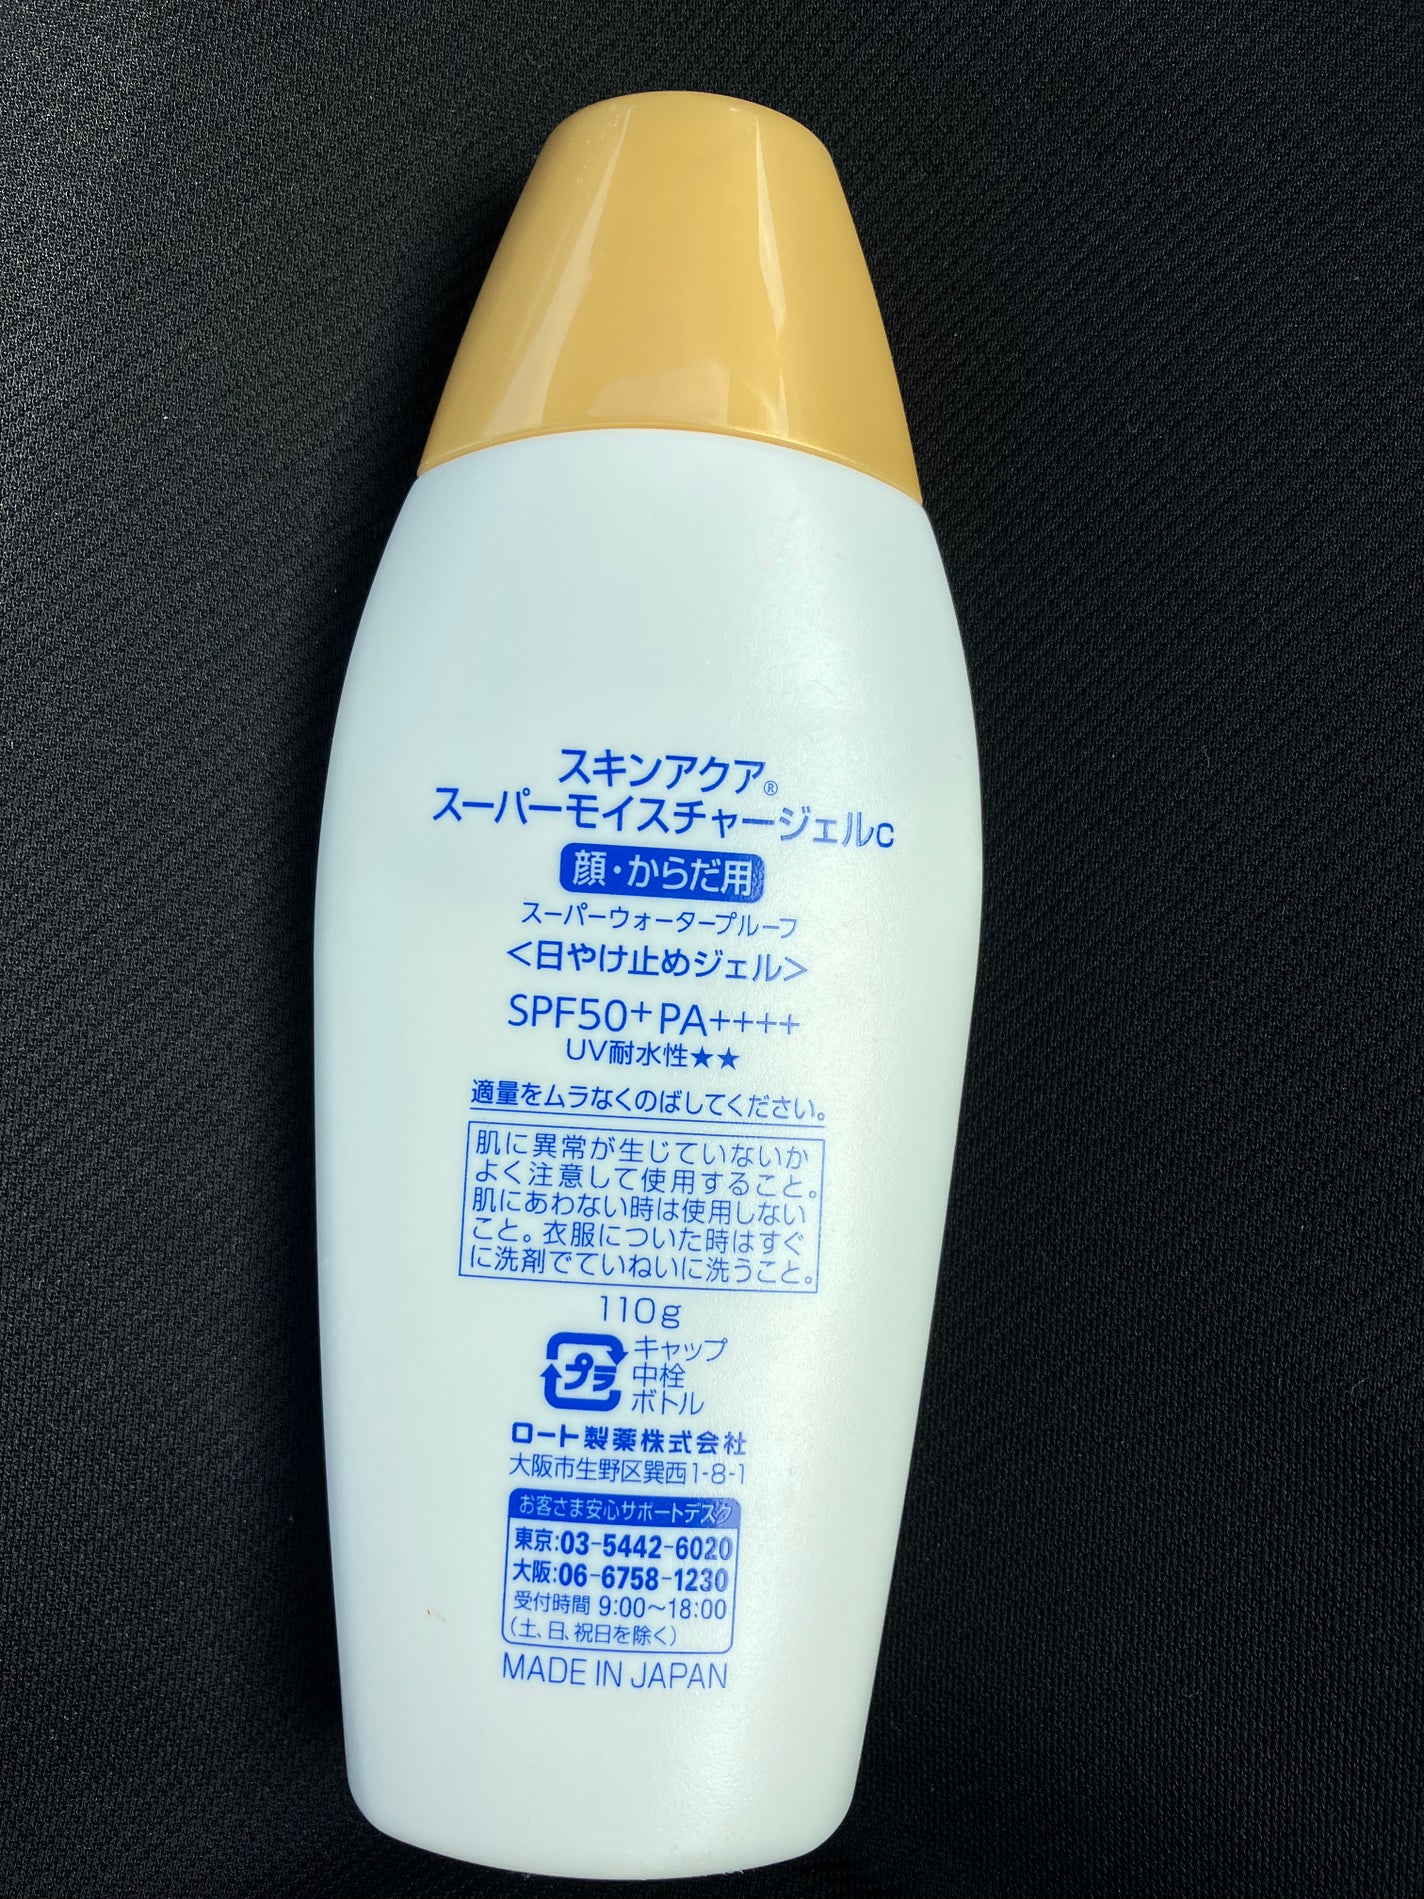 スキンアクア®
スーパーモイスチャージェルc
顔・からだ用
スーパーウォータープルーフ
<日やけ止めジェル>
SPF50+ PA++++
UV耐水性★★
適量をムラなくのばしてください。
肌に異常が生じていないか
よく注意して使用すること。
肌にあわない時は使用しない
こと。衣服についた時はすぐ
に洗剤でていねいに洗うこと。
110g
プラ
キャップ
中栓
ボトル
ロート製薬株式会社
大阪市生野区巽西1-8-1
お客さま安心サポートデスク
東京:03-5442-6020
大阪:06-6758-1230
受付時間 9:00〜18:00
(土、日、祝日を除く)
MADE IN JAPAN